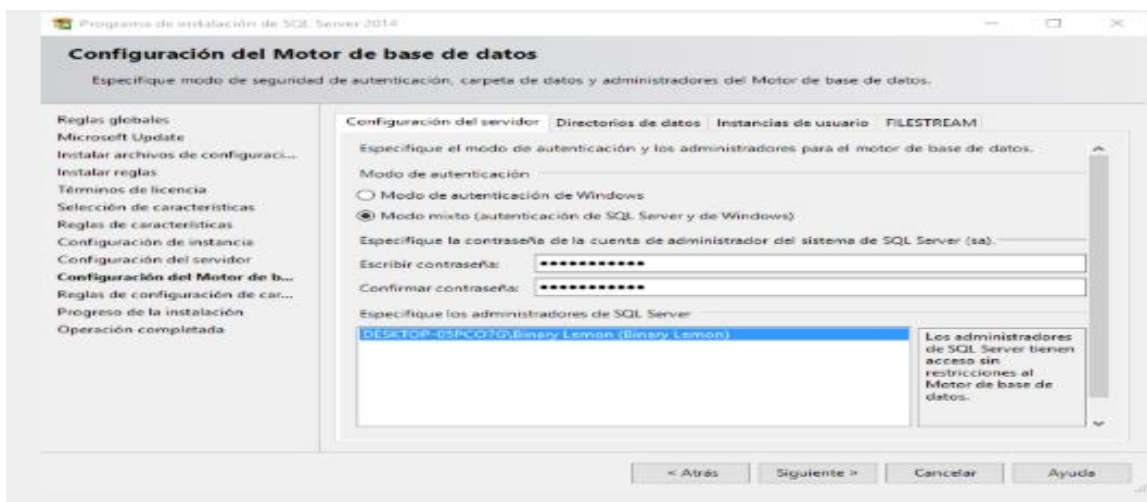 Programa de instalación de SQL Server 2014
Configuración del Motor de base de datos
Especifique modo de seguridad de autenticación, carpeta de datos y administradores del Motor de base de datos.
Reglas globales
Microsoft Update
Instalar archivos de configuraci...
Instalar reglas
Términos de licencia
Selección de características
Reglas de características
Configuración de instancia
Configuración del servidor
Configuración del Motor de b...
Reglas de configuración de car...
Progreso de la instalación
Operación completada
Configuración del servidor Directorios de datos Instancias de usuario FILESTREAM
Especifique el modo de autenticación y los administradores para el motor de base de datos.
Modo de autenticación
Modo de autenticación de Windows
Modo mixto (autenticación de SQL Server y de Windows)
Especifique la contraseña de la cuenta de administrador del sistema de SQL Server (sa).
Escribir contraseña: ●●●●●●●●●●●
Confirmar contraseña: ●●●●●●●●●●●
Especifique los administradores de SQL Server
DESKTOP-05PCO7G\Binary Lemon (Binary Lemon)
Los administradores
de SQL Server tienen
acceso sin
restricciones al
Motor de base de
datos.
< Atrás Siguiente > Cancelar Ayuda